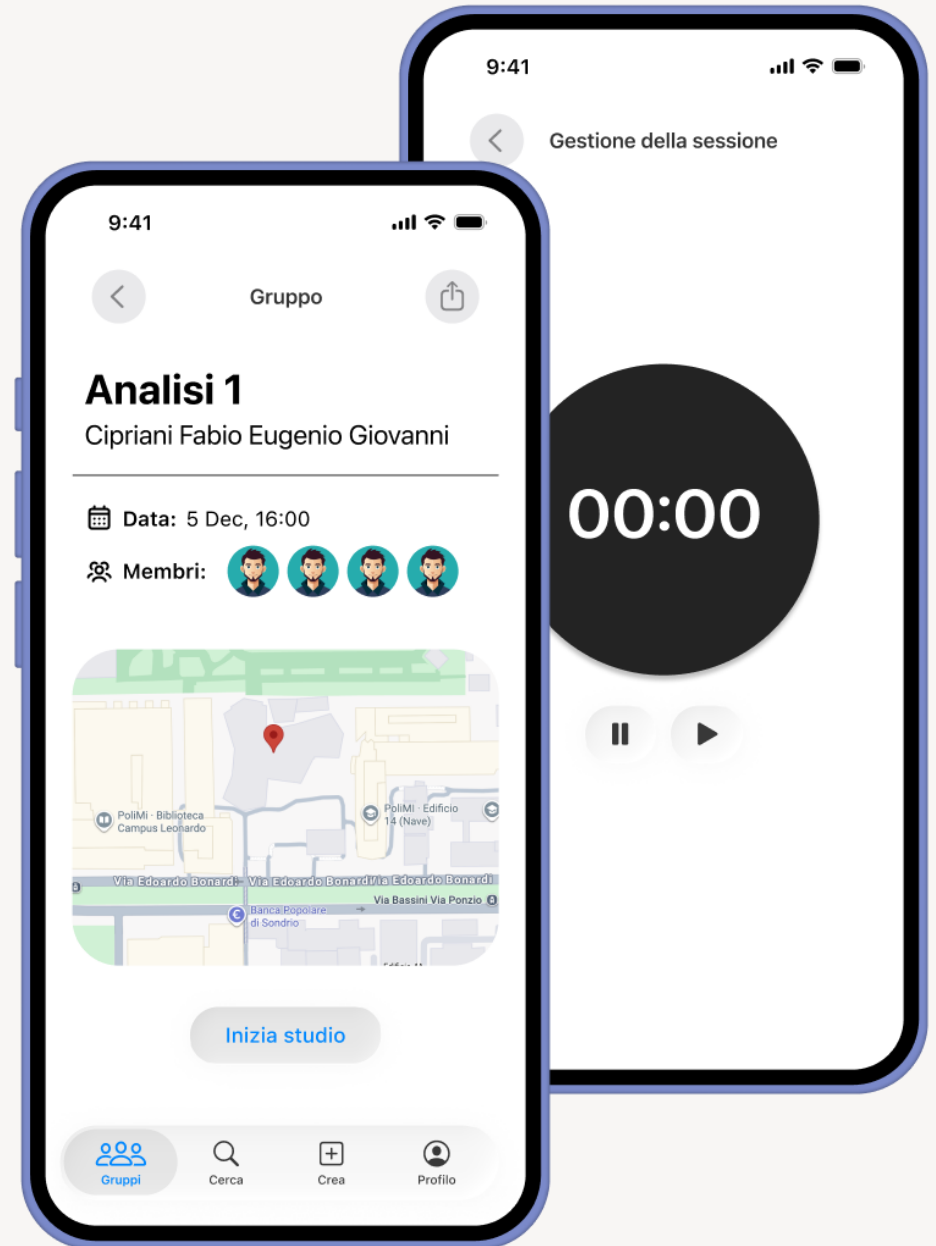 9:41
Gestione della sessione
00:00
9:41
Gruppo
Analisi 1
Cipriani Fabio Eugenio Giovanni
Data: 5 Dec, 16:00
Membri:
PoliMi · Biblioteca
Campus Leonardo
PoliMI · Edificio
14 (Nave)
Via Edoardo Bonardi Via Edoardo Bonardi Via Edoardo Bonardi
Via Bassini Via Ponzio
Banca Popolare
di Sondrio
Inizia studio
Gruppi
Cerca
Crea
Profilo